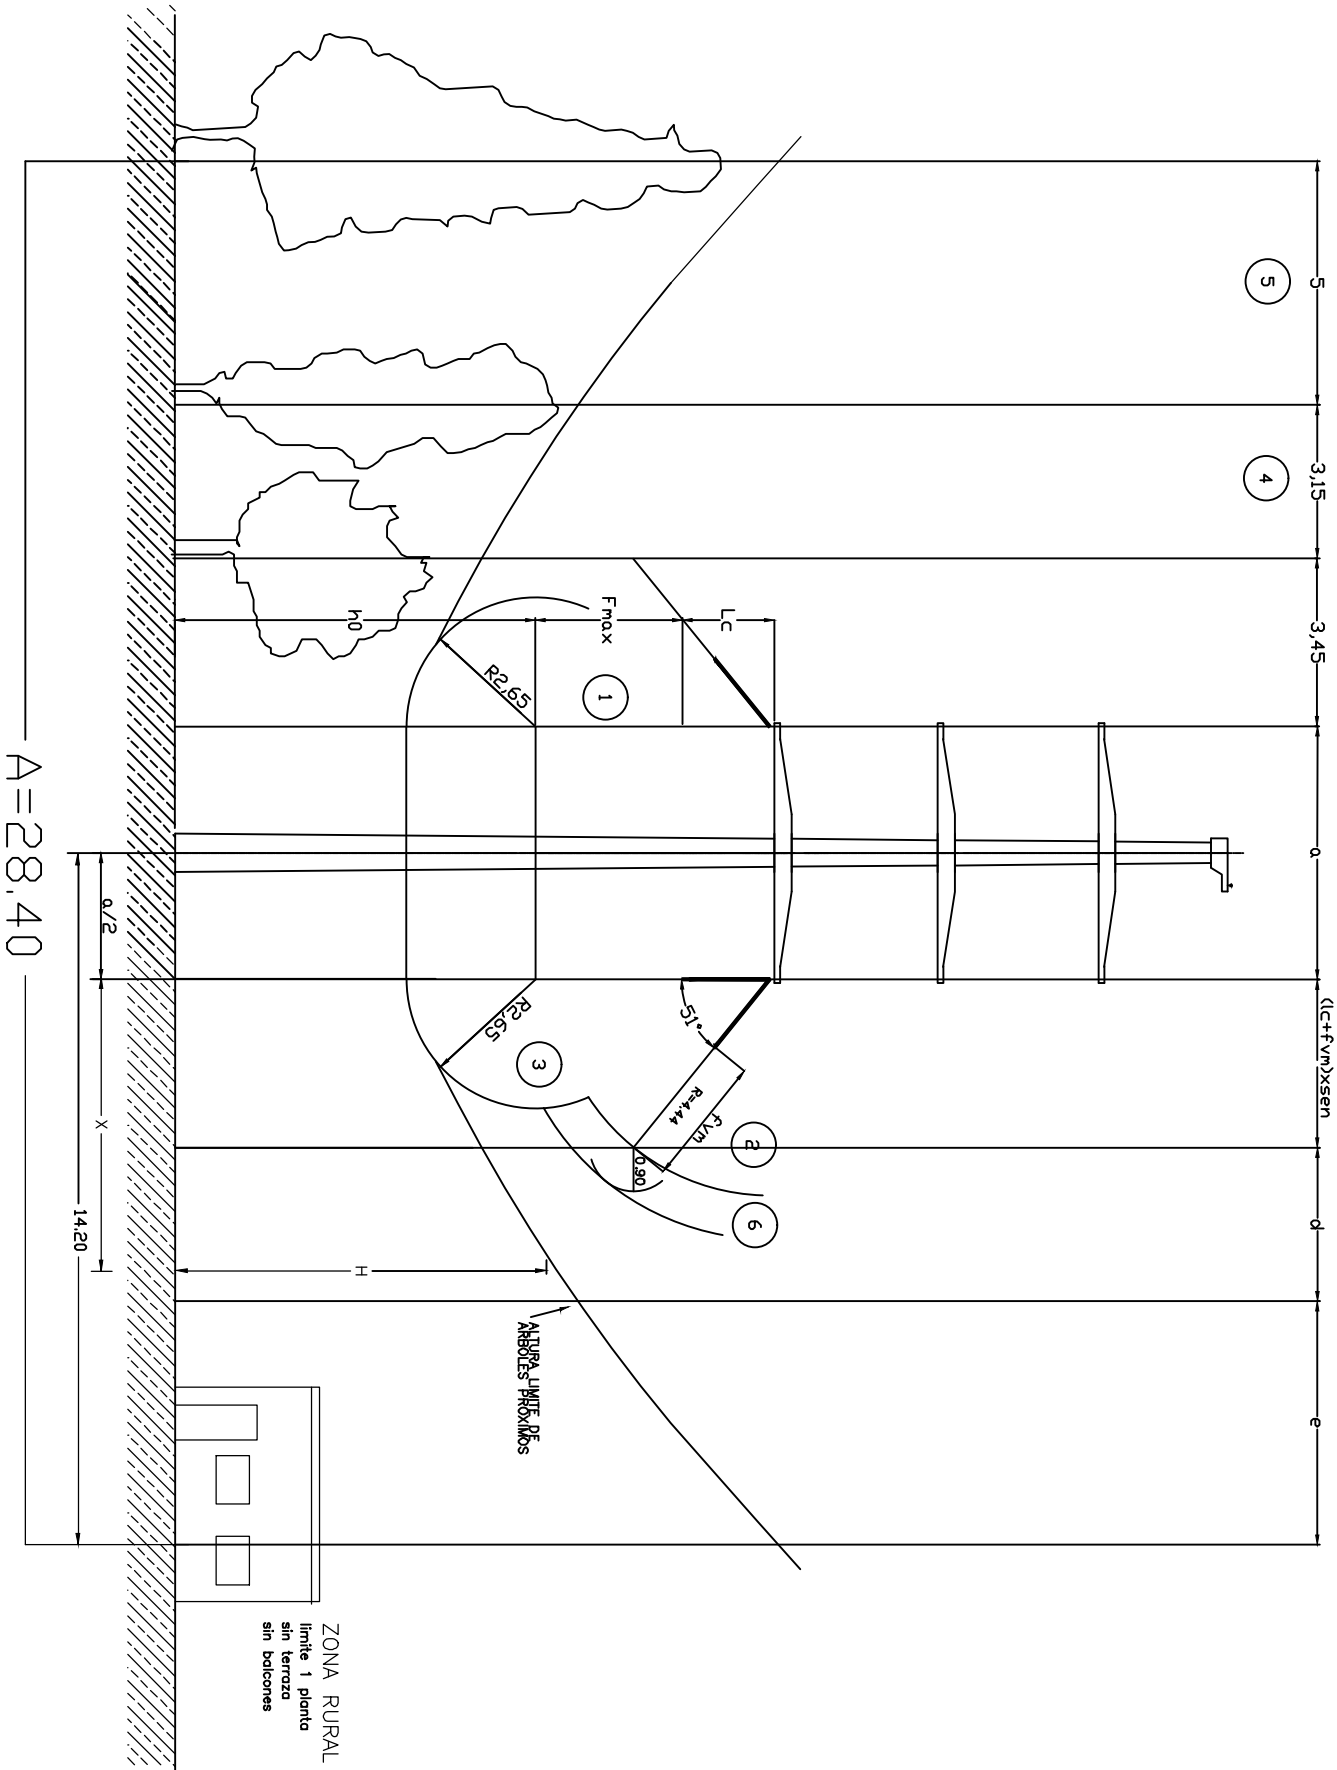 5
3,15
3,45
a
(lc+fvm)xsen
d
e
5
4
Lc
Fmax
h0
1
R2,65
R2,65
51°
3
R=4.44
fvm
2
0.90
6
H
ALTURA LIMITE DE
ARBOLES PROXIMOS
a/2
X
14.20
A=28.40
ZONA RURAL
limite 1 planta
sin terraza
sin balcones